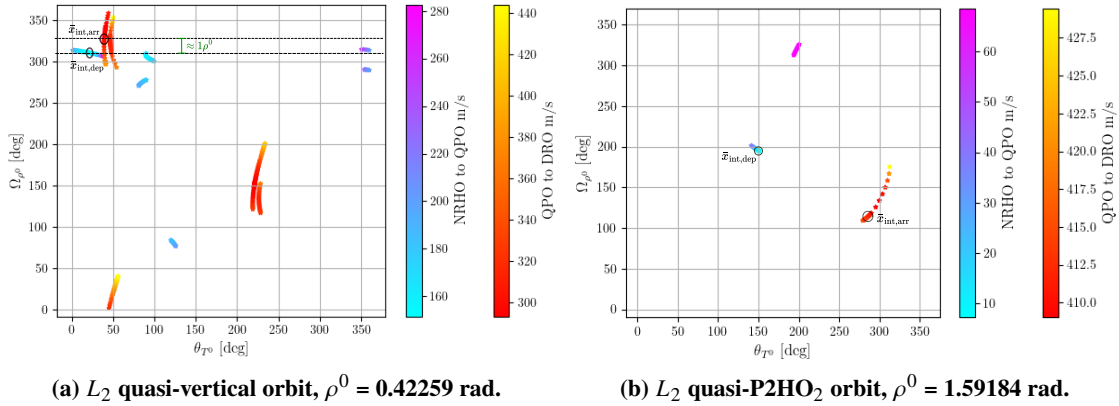 350
300
250
200
150
100
50
0
Ω_ρ⁰ [deg]
x̄_int,arr
x̄_int,dep
≈ 1ρ⁰
0 50 100 150 200 250 300 350
θ_T⁰ [deg]
280
260
240
220
200
180
160
NRHO to QPO m/s
440
420
400
380
360
340
320
300
QPO to DRO m/s
350
300
250
200
150
100
50
0
Ω_ρ⁰ [deg]
x̄_int,dep
x̄_int,arr
0 50 100 150 200 250 300 350
θ_T⁰ [deg]
60
50
40
30
20
10
NRHO to QPO m/s
427.5
425.0
422.5
420.0
417.5
415.0
412.5
410.0
QPO to DRO m/s
(a) L₂ quasi-vertical orbit, ρ⁰ = 0.42259 rad.
(b) L₂ quasi-P2HO₂ orbit, ρ⁰ = 1.59184 rad.